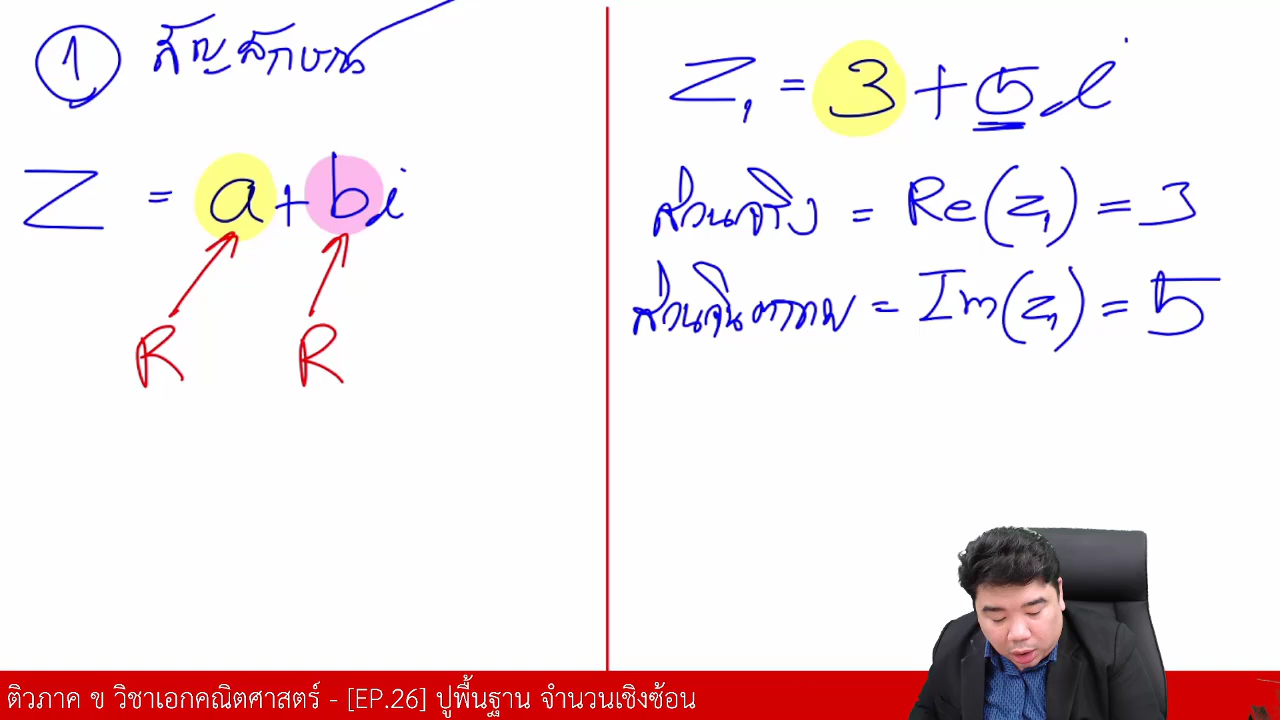 ① สัญลักษณ์
Z = a + bi
R R
Z₁ = 3 + 5i
ส่วนจริง = Re(Z₁) = 3
ส่วนจินตภาพ = Im(Z₁) = 5
ติวภาค ข วิชาเอกคณิตศาสตร์ - [EP.26] ปูพื้นฐาน จำนวนเชิงซ้อน